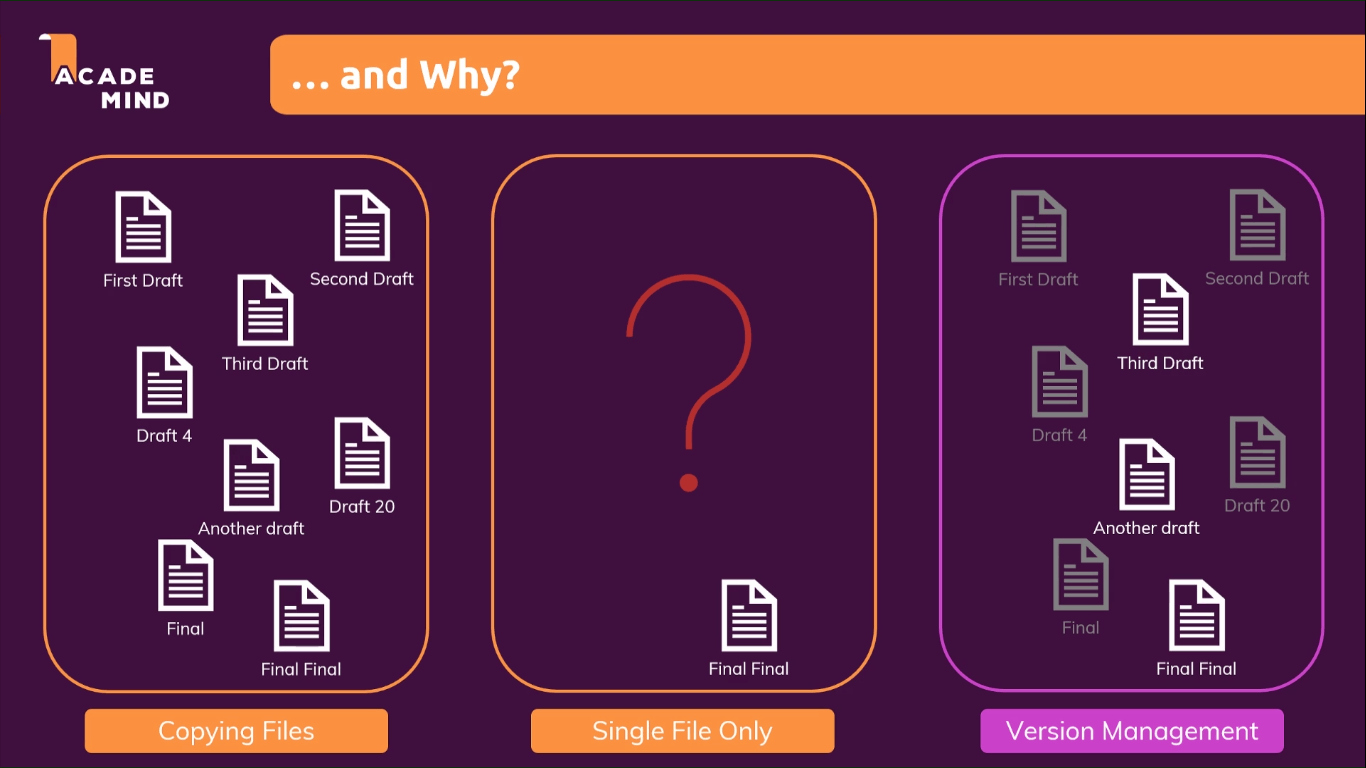 ACADE
MIND
... and Why?
First Draft
Second Draft
Third Draft
Draft 4
Draft 20
Another draft
Final
Final Final
Copying Files
Final Final
Single File Only
First Draft
Second Draft
Third Draft
Draft 4
Draft 20
Another draft
Final
Final Final
Version Management